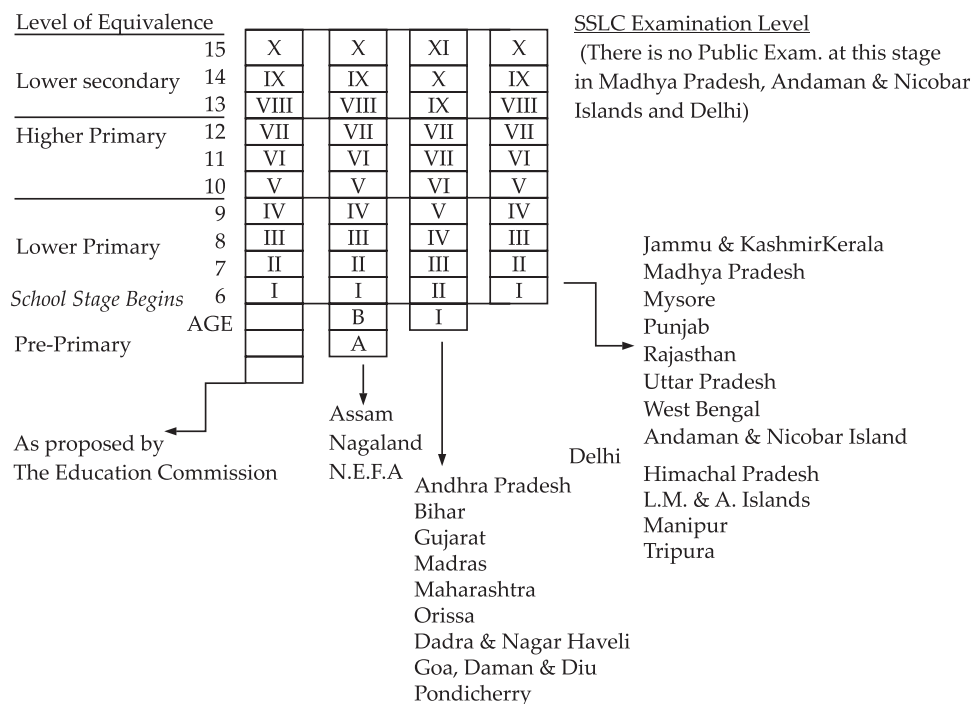 Level of Equivalence
SSLC Examination Level
(There is no Public Exam. at this stage
in Madhya Pradesh, Andaman & Nicobar
Islands and Delhi)
15 X X XI X
Lower secondary 14 IX IX X IX
13 VIII VIII IX VIII
Higher Primary 12 VII VII VII VII
11 VI VI VII VI
10 V V VI V
9 IV IV V IV
Lower Primary 8 III III IV III
7 II II III II
School Stage Begins 6 I I II I
AGE B I
Pre-Primary A
As proposed by
The Education Commission
Assam
Nagaland
N.E.F.A
Andhra Pradesh
Bihar
Gujarat
Madras
Maharashtra
Orissa
Dadra & Nagar Haveli
Goa, Daman & Diu
Pondicherry
Jammu & KashmirKerala
Madhya Pradesh
Mysore
Punjab
Rajasthan
Uttar Pradesh
West Bengal
Andaman & Nicobar Island
Delhi
Himachal Pradesh
L.M. & A. Islands
Manipur
Tripura